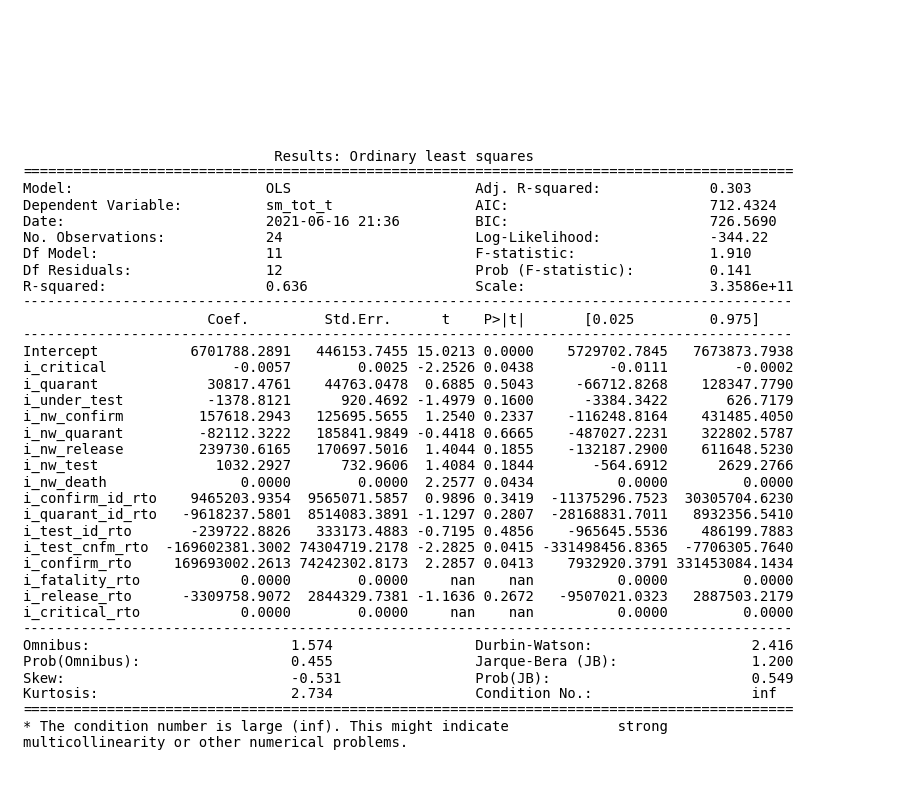 Results: Ordinary least squares
============================================================================================
Model:                       OLS                      Adj. R-squared:             0.303
Dependent Variable:          sm_tot_t                 AIC:                        712.4324
Date:                        2021-06-16 21:36         BIC:                        726.5690
No. Observations:            24                       Log-Likelihood:             -344.22
Df Model:                    11                       F-statistic:                1.910
Df Residuals:                12                       Prob (F-statistic):         0.141
R-squared:                   0.636                    Scale:                      3.3586e+11
--------------------------------------------------------------------------------------------
                      Coef.         Std.Err.      t    P>|t|       [0.025         0.975]
--------------------------------------------------------------------------------------------
Intercept           6701788.2891   446153.7455 15.0213 0.0000    5729702.7845   7673873.7938
i_critical               -0.0057        0.0025 -2.2526 0.0438         -0.0111        -0.0002
i_quarant             30817.4761    44763.0478  0.6885 0.5043     -66712.8268    128347.7790
i_under_test          -1378.8121      920.4692 -1.4979 0.1600      -3384.3422       626.7179
i_nw_confirm         157618.2943   125695.5655  1.2540 0.2337    -116248.8164    431485.4050
i_nw_quarant         -82112.3222   185841.9849 -0.4418 0.6665    -487027.2231    322802.5787
i_nw_release         239730.6165   170697.5016  1.4044 0.1855    -132187.2900    611648.5230
i_nw_test              1032.2927      732.9606  1.4084 0.1844       -564.6912      2629.2766
i_nw_death                0.0000        0.0000  2.2577 0.0434          0.0000         0.0000
i_confirm_id_rto    9465203.9354  9565071.5857  0.9896 0.3419  -11375296.7523  30305704.6230
i_quarant_id_rto   -9618237.5801  8514083.3891 -1.1297 0.2807  -28168831.7011   8932356.5410
i_test_id_rto       -239722.8826   333173.4883 -0.7195 0.4856    -965645.5536    486199.7883
i_test_cnfm_rto  -169602381.3002 74304719.2178 -2.2825 0.0415 -331498456.8365  -7706305.7640
i_confirm_rto     169693002.2613 74242302.8173  2.2857 0.0413    7932920.3791 331453084.1434
i_fatality_rto            0.0000        0.0000     nan    nan          0.0000         0.0000
i_release_rto      -3309758.9072  2844329.7381 -1.1636 0.2672   -9507021.0323   2887503.2179
i_critical_rto            0.0000        0.0000     nan    nan          0.0000         0.0000
--------------------------------------------------------------------------------------------
Omnibus:                        1.574                 Durbin-Watson:                   2.416
Prob(Omnibus):                  0.455                 Jarque-Bera (JB):                1.200
Skew:                           -0.531                Prob(JB):                        0.549
Kurtosis:                       2.734                 Condition No.:                   inf
============================================================================================
* The condition number is large (inf). This might indicate             strong
multicollinearity or other numerical problems.